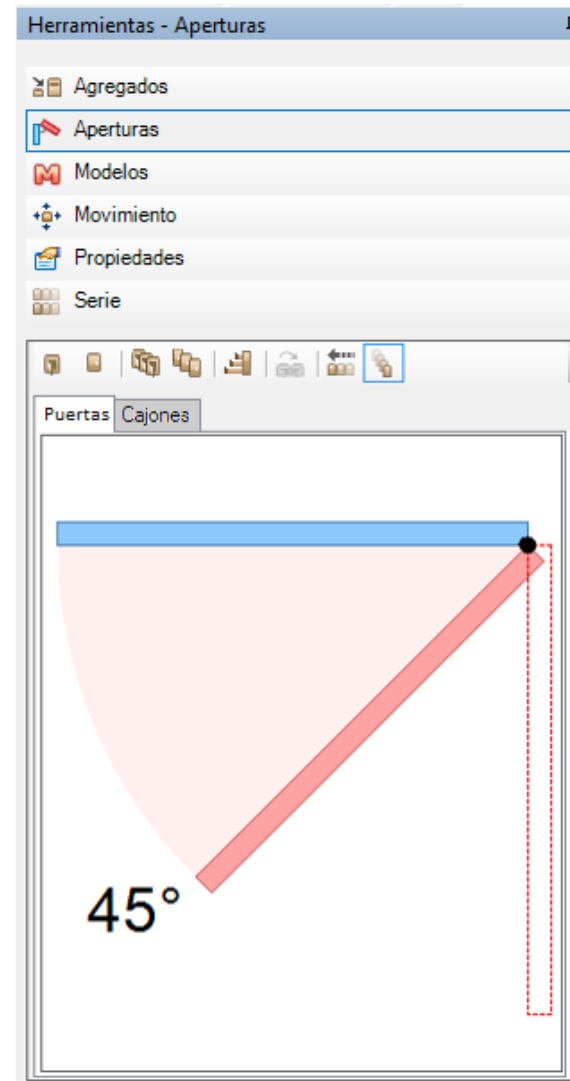 Herramientas - Aperturas
Agregados
Aperturas
Modelos
Movimiento
Propiedades
Serie
Puertas Cajones
45°